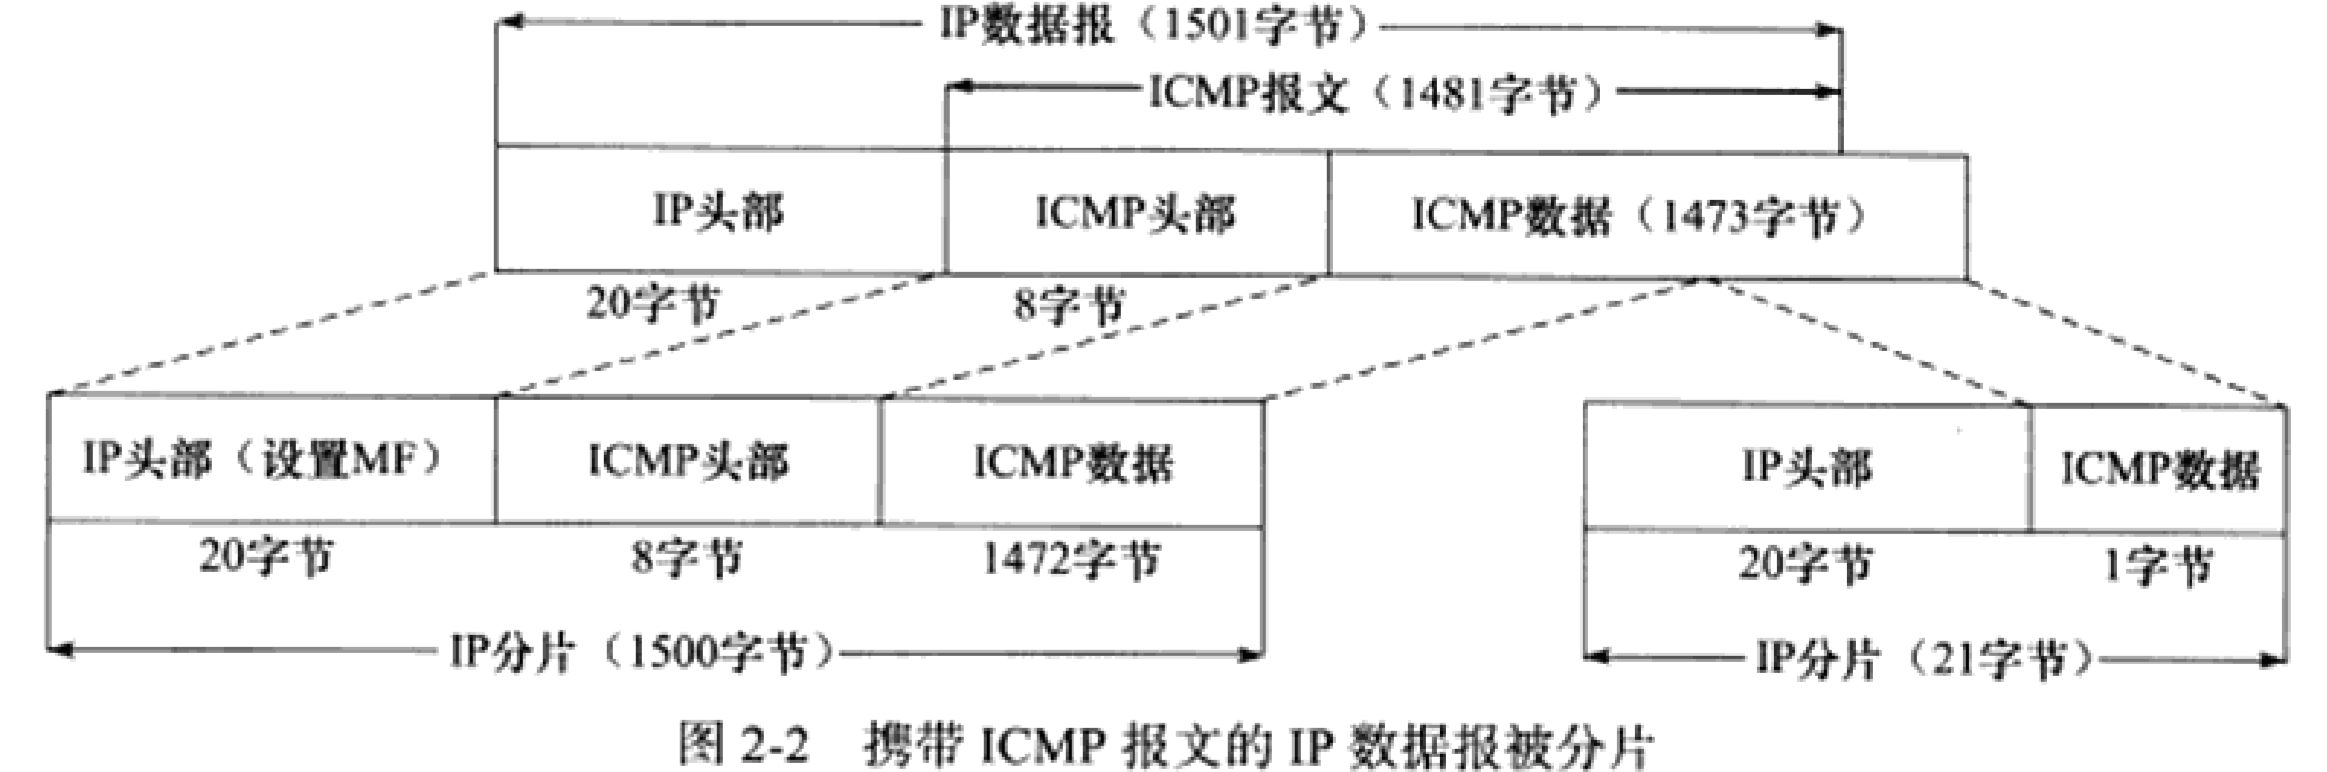 IP数据报（1501字节）
ICMP报文（1481字节）
IP头部 ICMP头部 ICMP数据（1473字节）
20字节 8字节
IP头部（设置MF） ICMP头部 ICMP数据 IP头部 ICMP数据
20字节 8字节 1472字节 20字节 1字节
IP分片（1500字节） IP分片（21字节）
图 2-2 携带 ICMP 报文的 IP 数据报被分片